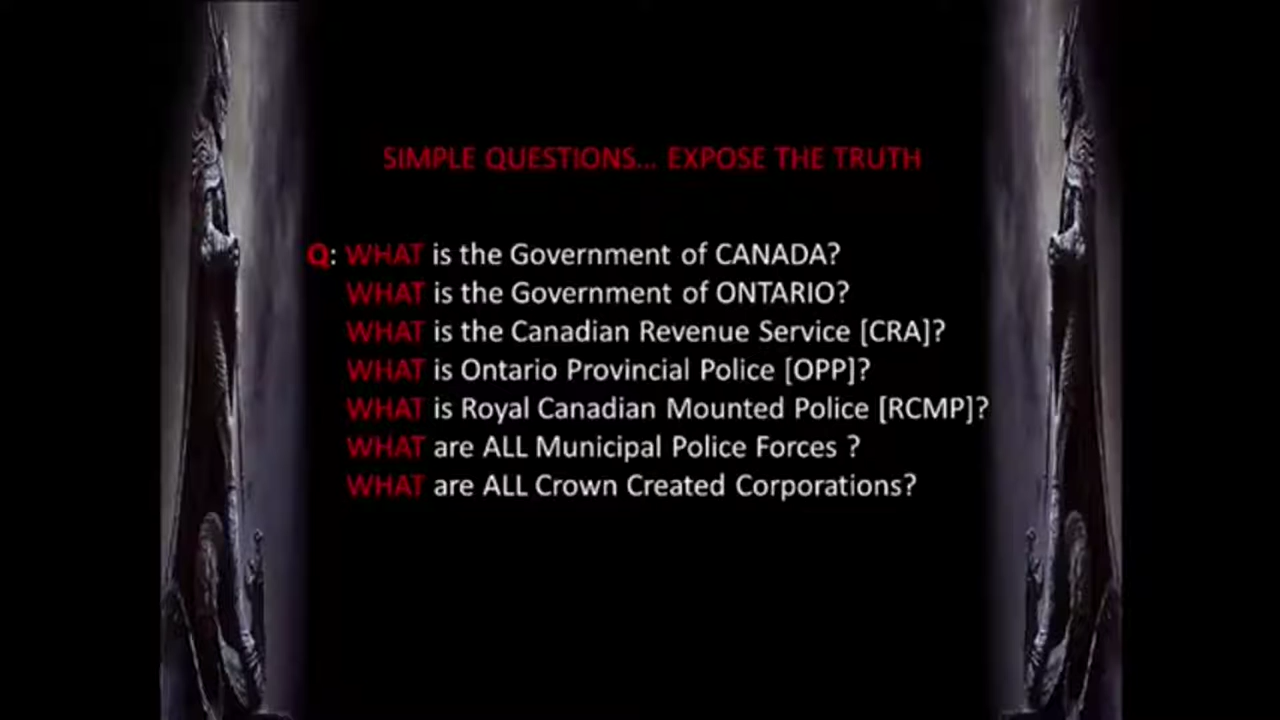 SIMPLE QUESTIONS... EXPOSE THE TRUTH
Q: WHAT is the Government of CANADA?
WHAT is the Government of ONTARIO?
WHAT is the Canadian Revenue Service [CRA]?
WHAT is Ontario Provincial Police [OPP]?
WHAT is Royal Canadian Mounted Police [RCMP]?
WHAT are ALL Municipal Police Forces ?
WHAT are ALL Crown Created Corporations?